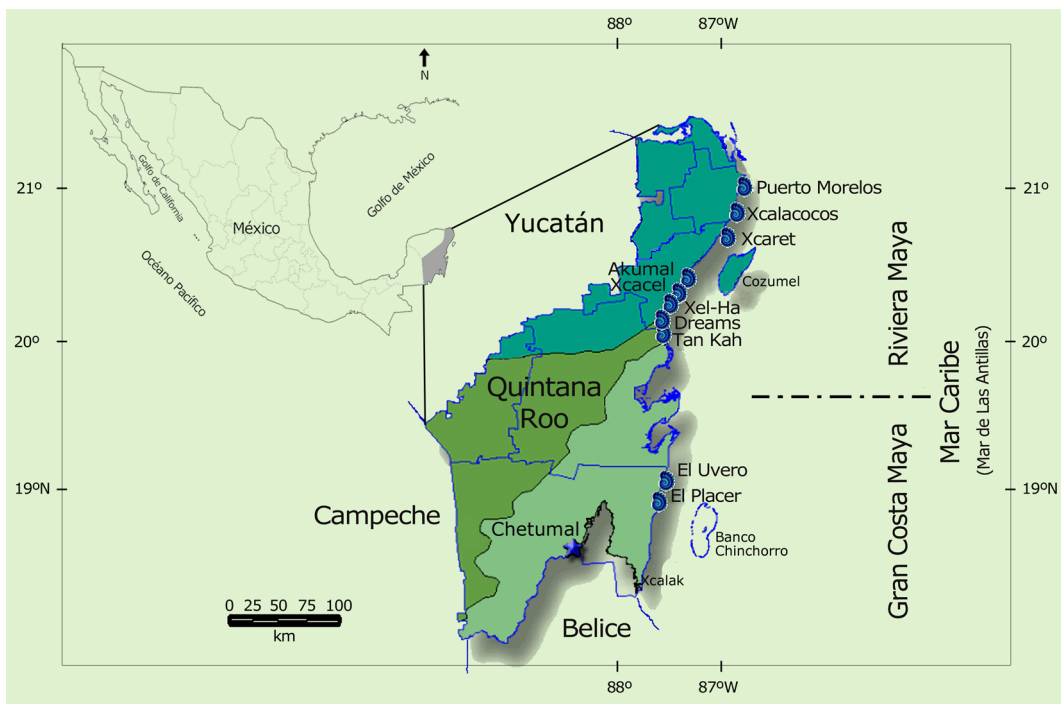 88º
87ºW
N
Golfo de California
Golfo de México
México
Océano Pacífico
21º
21º
Yucatán
Puerto Morelos
Xcalacocos
Xcaret
Akumal
Xcacel
Cozumel
Xel-Ha
Dreams
Tan Kah
Riviera Maya
20º
20º
Quintana
Roo
Mar Caribe
(Mar de Las Antillas)
Gran Costa Maya
El Uvero
El Placer
19ºN
19ºN
Campeche
Chetumal
Banco
Chinchorro
Xcalak
0 25 50 75 100
km
Belice
88º
87ºW